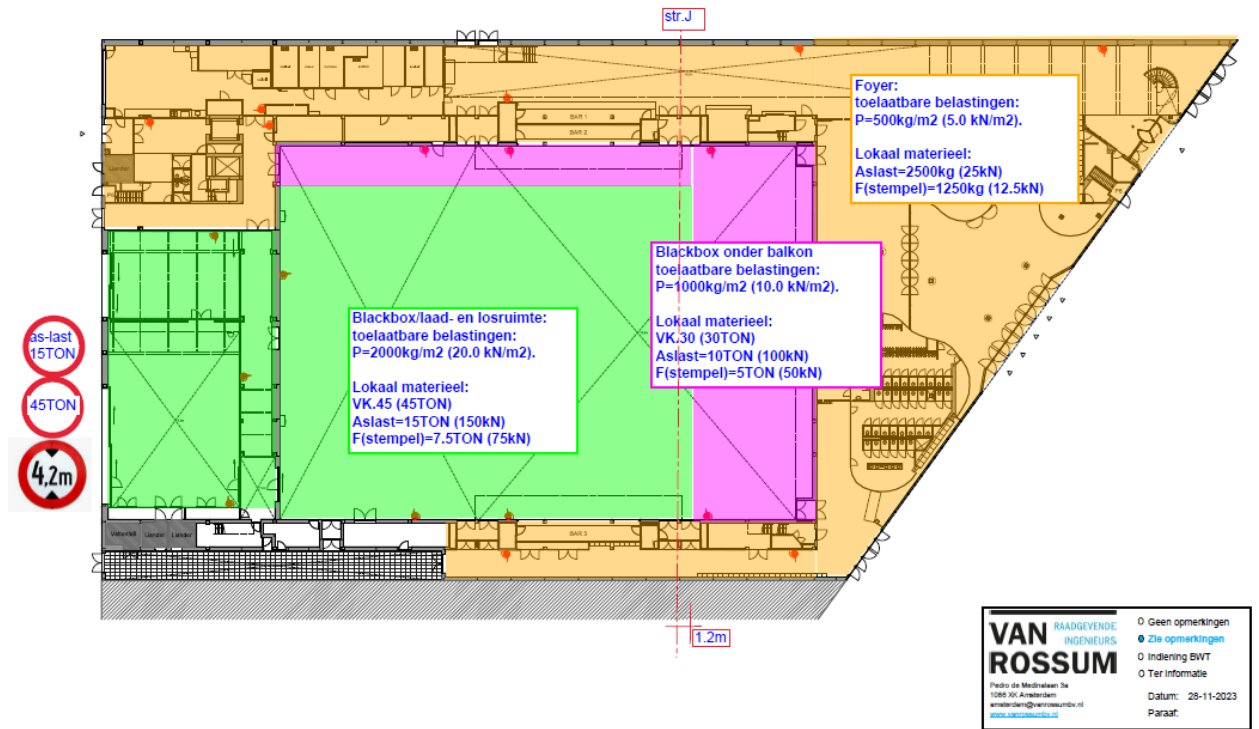 str.J
Foyer:
toelaatbare belastingen:
P=500kg/m2 (5.0 kN/m2).
Lokaal materieel:
Aslast=2500kg (25kN)
F(stempel)=1250kg (12.5kN)
BAR 1
BAR 2
Blackbox onder balkon
toelaatbare belastingen:
P=1000kg/m2 (10.0 kN/m2).
Lokaal materieel:
VK.30 (30TON)
Aslast=10TON (100kN)
F(stempel)=5TON (50kN)
Blackbox/laad- en losruimte:
toelaatbare belastingen:
P=2000kg/m2 (20.0 kN/m2).
Lokaal materieel:
VK.45 (45TON)
Aslast=15TON (150kN)
F(stempel)=7.5TON (75kN)
as-last
15TON
45TON
4,2m
Liander
Liander
BAR 3
1.2m
VAN ROSSUM
RAADGEVENDE
INGENIEURS
Pedro de Medinalaan 3a
1086 XK Amsterdam
amsterdam@vanrossumbv.nl
www.vanrossumbv.nl
O Geen opmerkingen
Zie opmerkingen
O Indiening BWT
O Ter informatie
Datum: 28-11-2023
Paraaf: